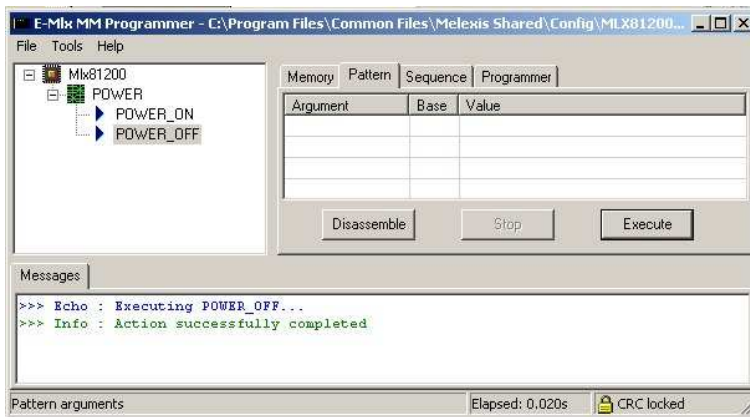 E-Mlx MM Programmer - C:\Program Files\Common Files\Melexis Shared\Config\MLX81200...
File Tools Help
Mlx81200
POWER
POWER_ON
POWER_OFF
Memory Pattern Sequence Programmer
Argument Base Value
Disassemble Stop Execute
Messages
>>> Echo : Executing POWER_OFF...
>>> Info : Action successfully completed
Pattern arguments Elapsed: 0.020s CRC locked